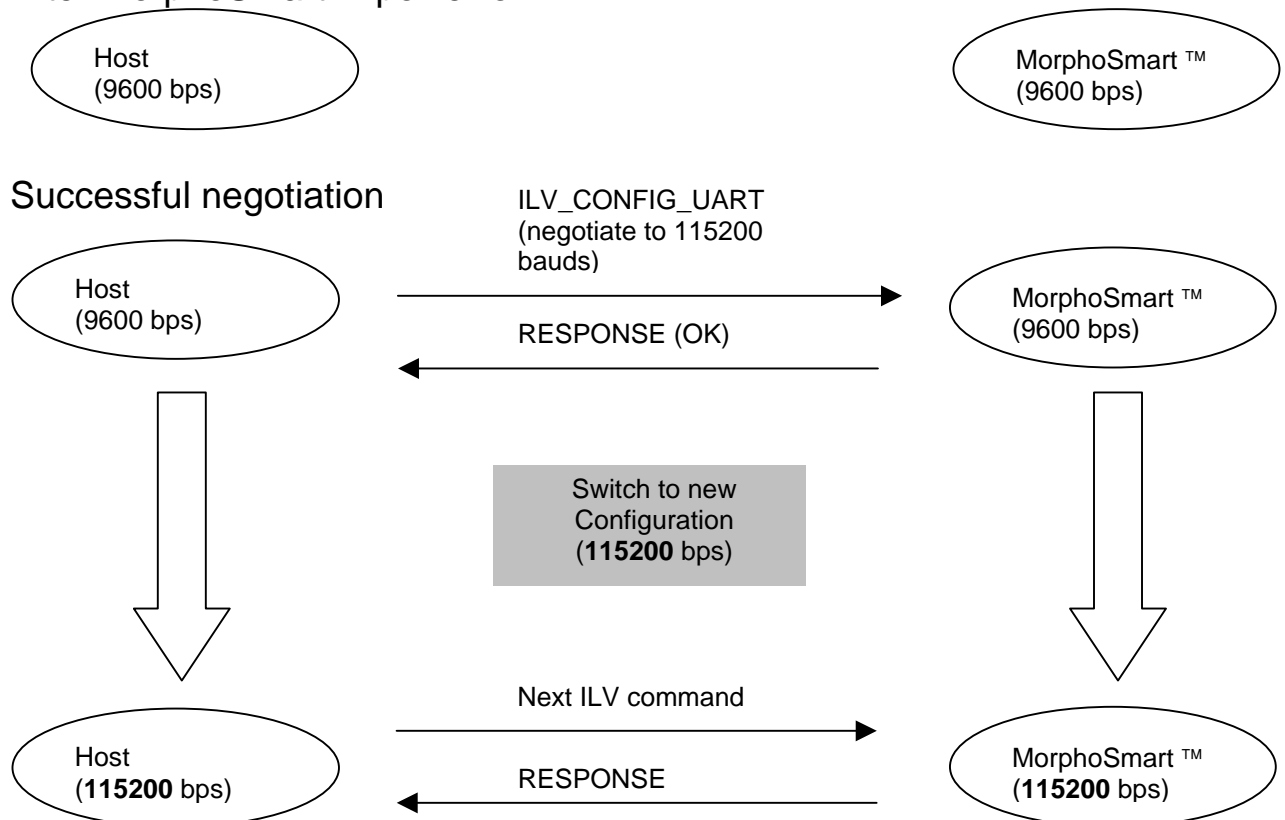 Host
(9600 bps)
MorphoSmart ™
(9600 bps)
Successful negotiation
ILV_CONFIG_UART
(negotiate to 115200
bauds)
Host
(9600 bps)
MorphoSmart ™
(9600 bps)
RESPONSE (OK)
Switch to new
Configuration
(115200 bps)
Next ILV command
Host
(115200 bps)
MorphoSmart ™
(115200 bps)
RESPONSE